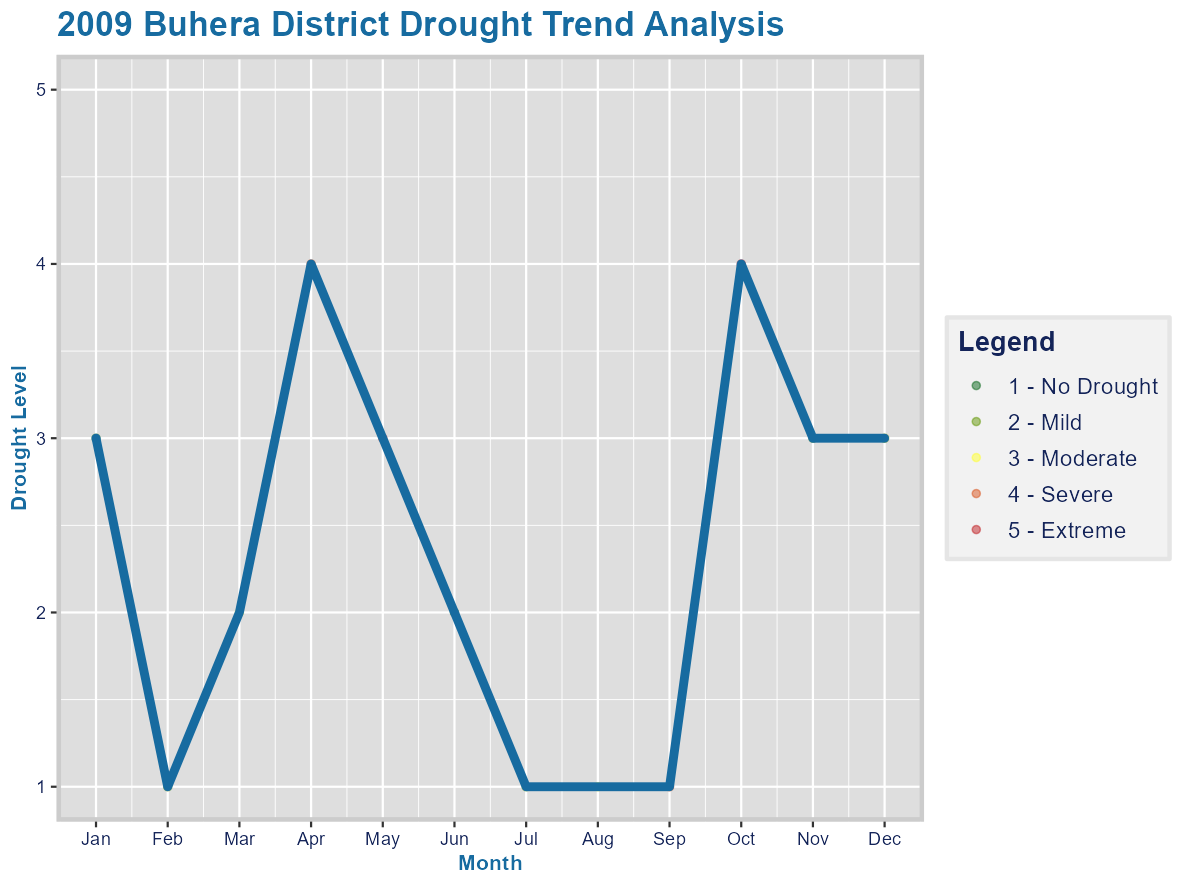 2009 Buhera District Drought Trend Analysis
Drought Level
5
4
3
2
1
Jan Feb Mar Apr May Jun Jul Aug Sep Oct Nov Dec
Month
Legend
1 - No Drought
2 - Mild
3 - Moderate
4 - Severe
5 - Extreme